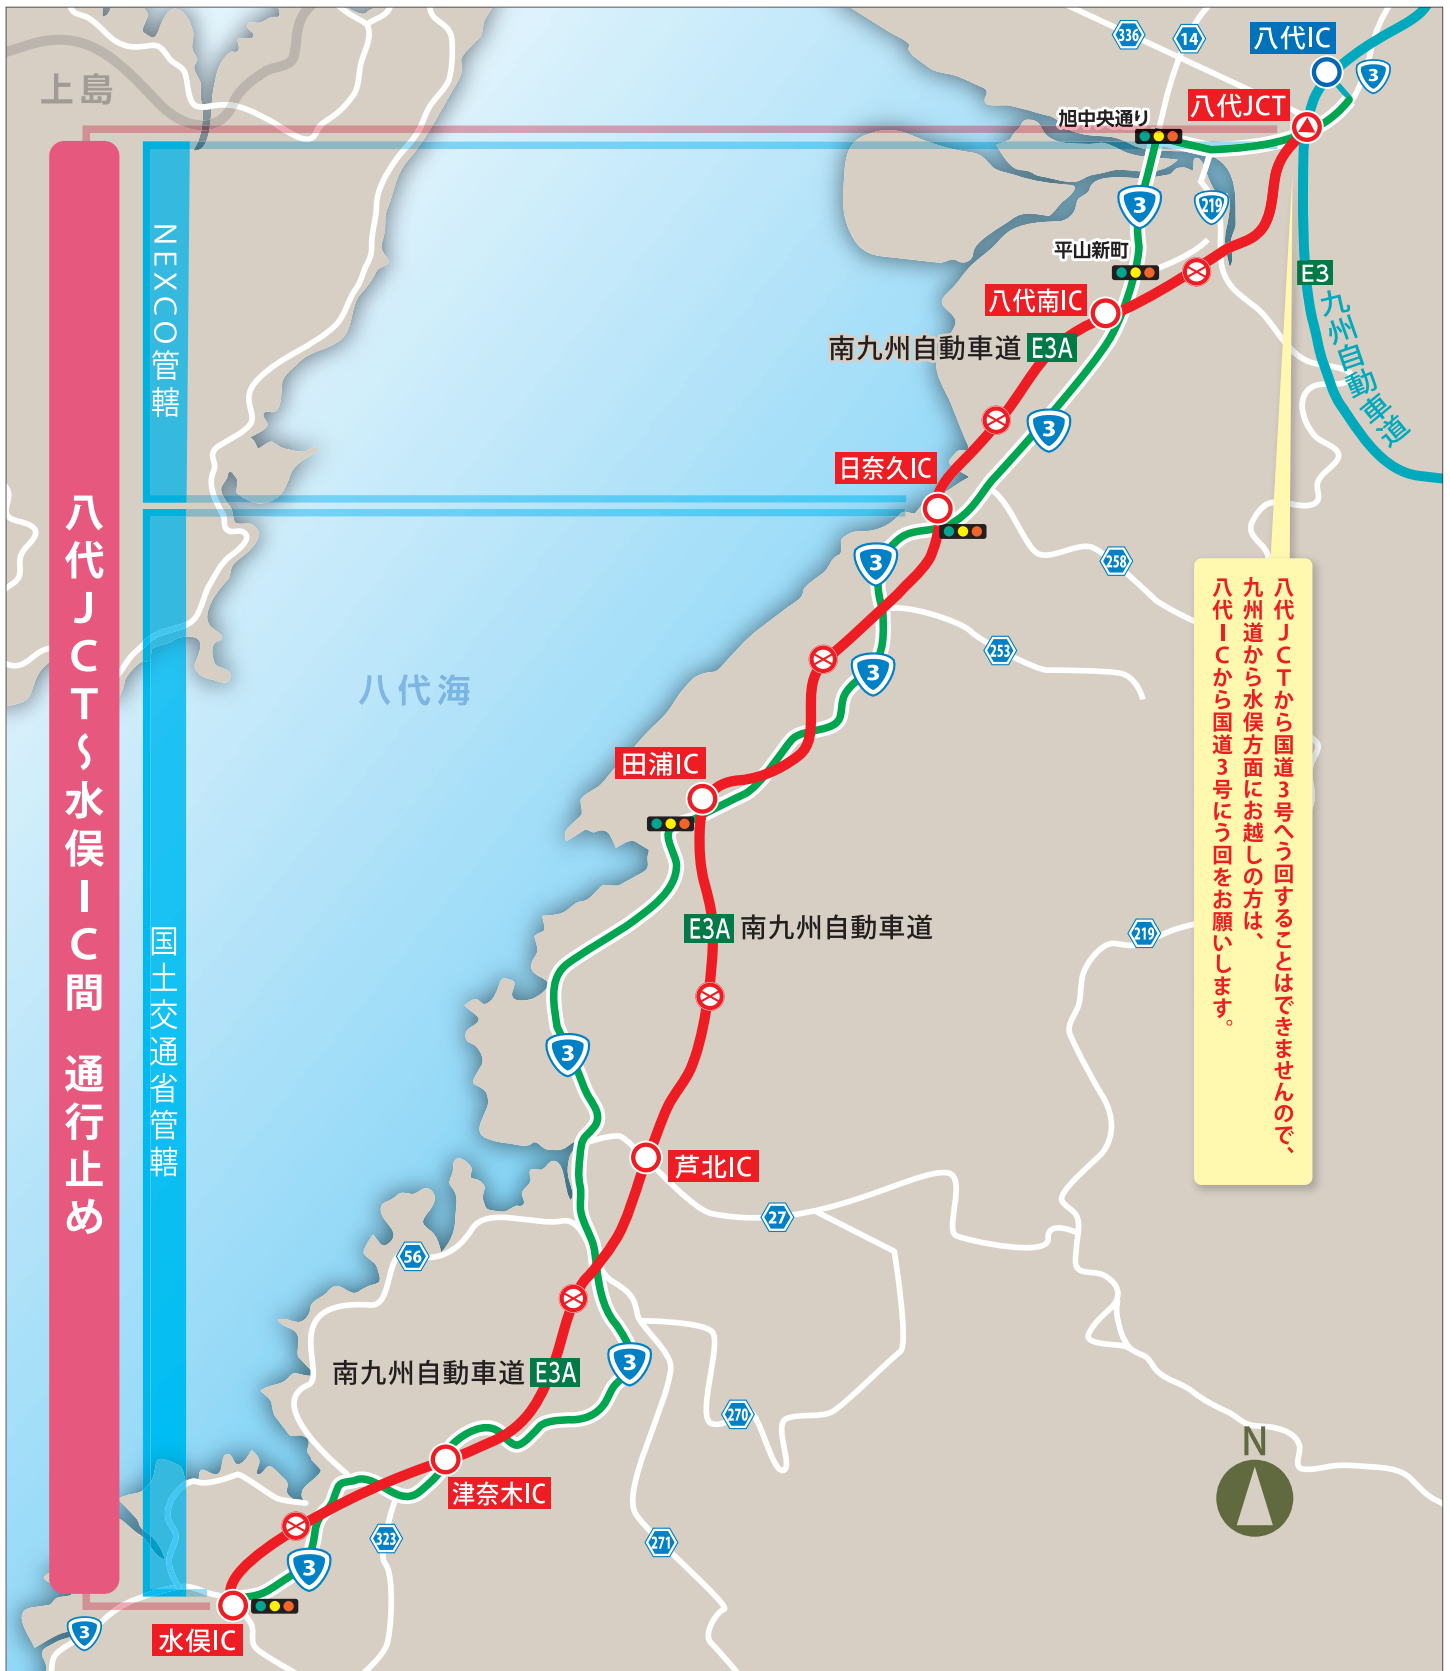 上島
336
14
八代IC
3
八代JCT
旭中央通り
3
219
平山新町
八代南IC
E3
九州自動車道
南九州自動車道 E3A
NEXCO管轄
3
日奈久IC
3
258
八代JCT～水俣IC間 通行止め
253
3
八代海
八代JCTから国道3号へう回することはできませんので、
九州道から水俣方面にお越しの方は、
八代ICから国道3号にう回をお願いします。
田浦IC
E3A 南九州自動車道
219
国土交通省管轄
3
芦北IC
27
56
南九州自動車道 E3A
3
270
N
津奈木IC
323
271
3
3
水俣IC